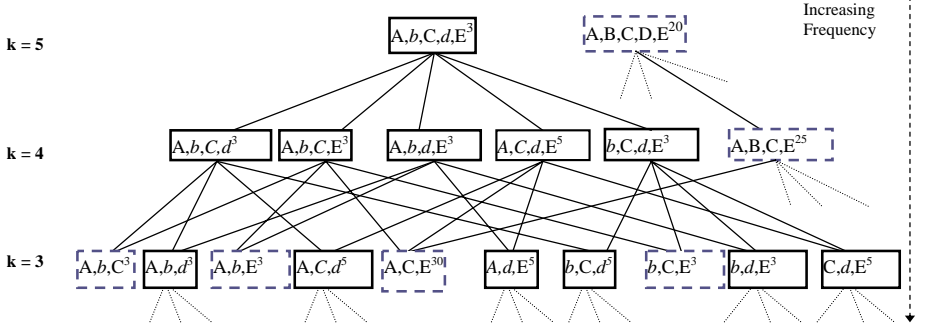 Increasing
Frequency
k = 5
A,b,C,d,E³
A,B,C,D,E²⁰
k = 4
A,b,C,d³
A,b,C,E³
A,b,d,E³
A,C,d,E⁵
b,C,d,E³
A,B,C,E²⁵
k = 3
A,b,C³
A,b,d³
A,b,E³
A,C,d⁵
A,C,E³⁰
A,d,E⁵
b,C,d⁵
b,C,E³
b,d,E³
C,d,E⁵